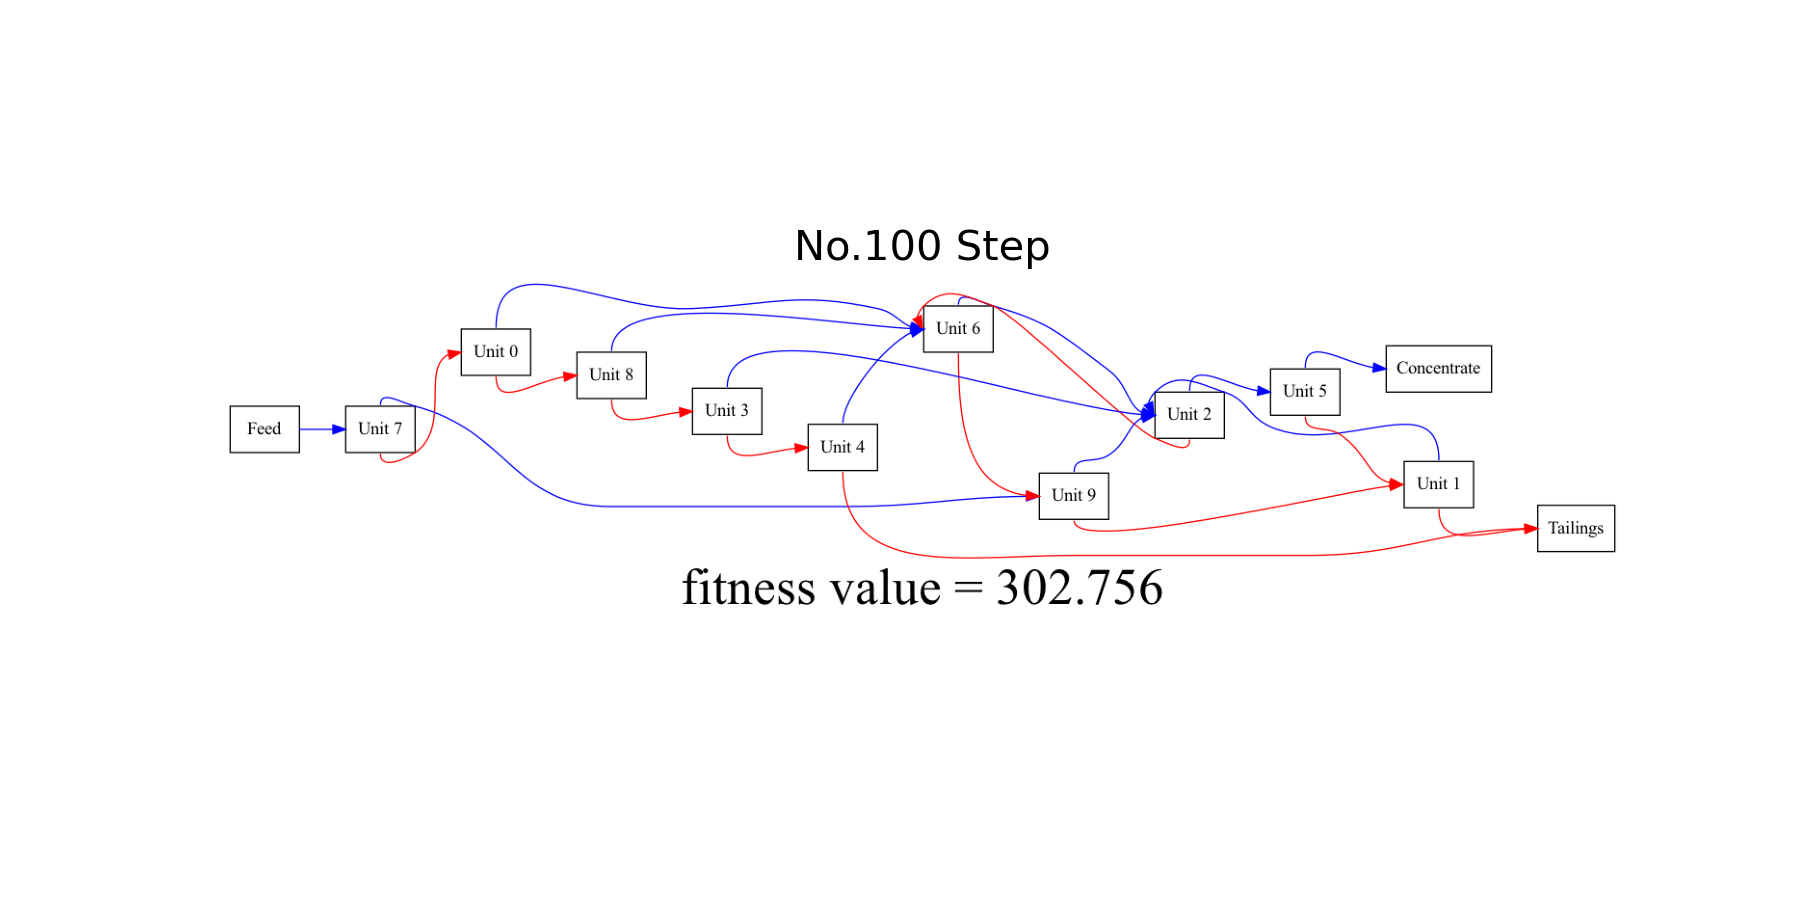 No.100 Step
Feed
Unit 7
Unit 0
Unit 8
Unit 3
Unit 4
Unit 6
Unit 9
Unit 2
Unit 5
Concentrate
Unit 1
Tailings
fitness value = 302.756